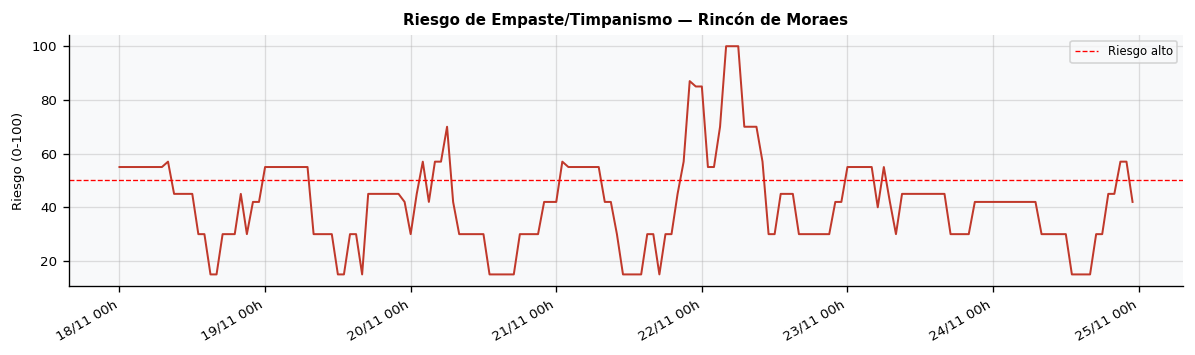 Riesgo de Empaste/Timpanismo — Rincón de Moraes
Riesgo (0-100)
100
80
60
40
20
Riesgo alto
18/11 00h
19/11 00h
20/11 00h
21/11 00h
22/11 00h
23/11 00h
24/11 00h
25/11 00h